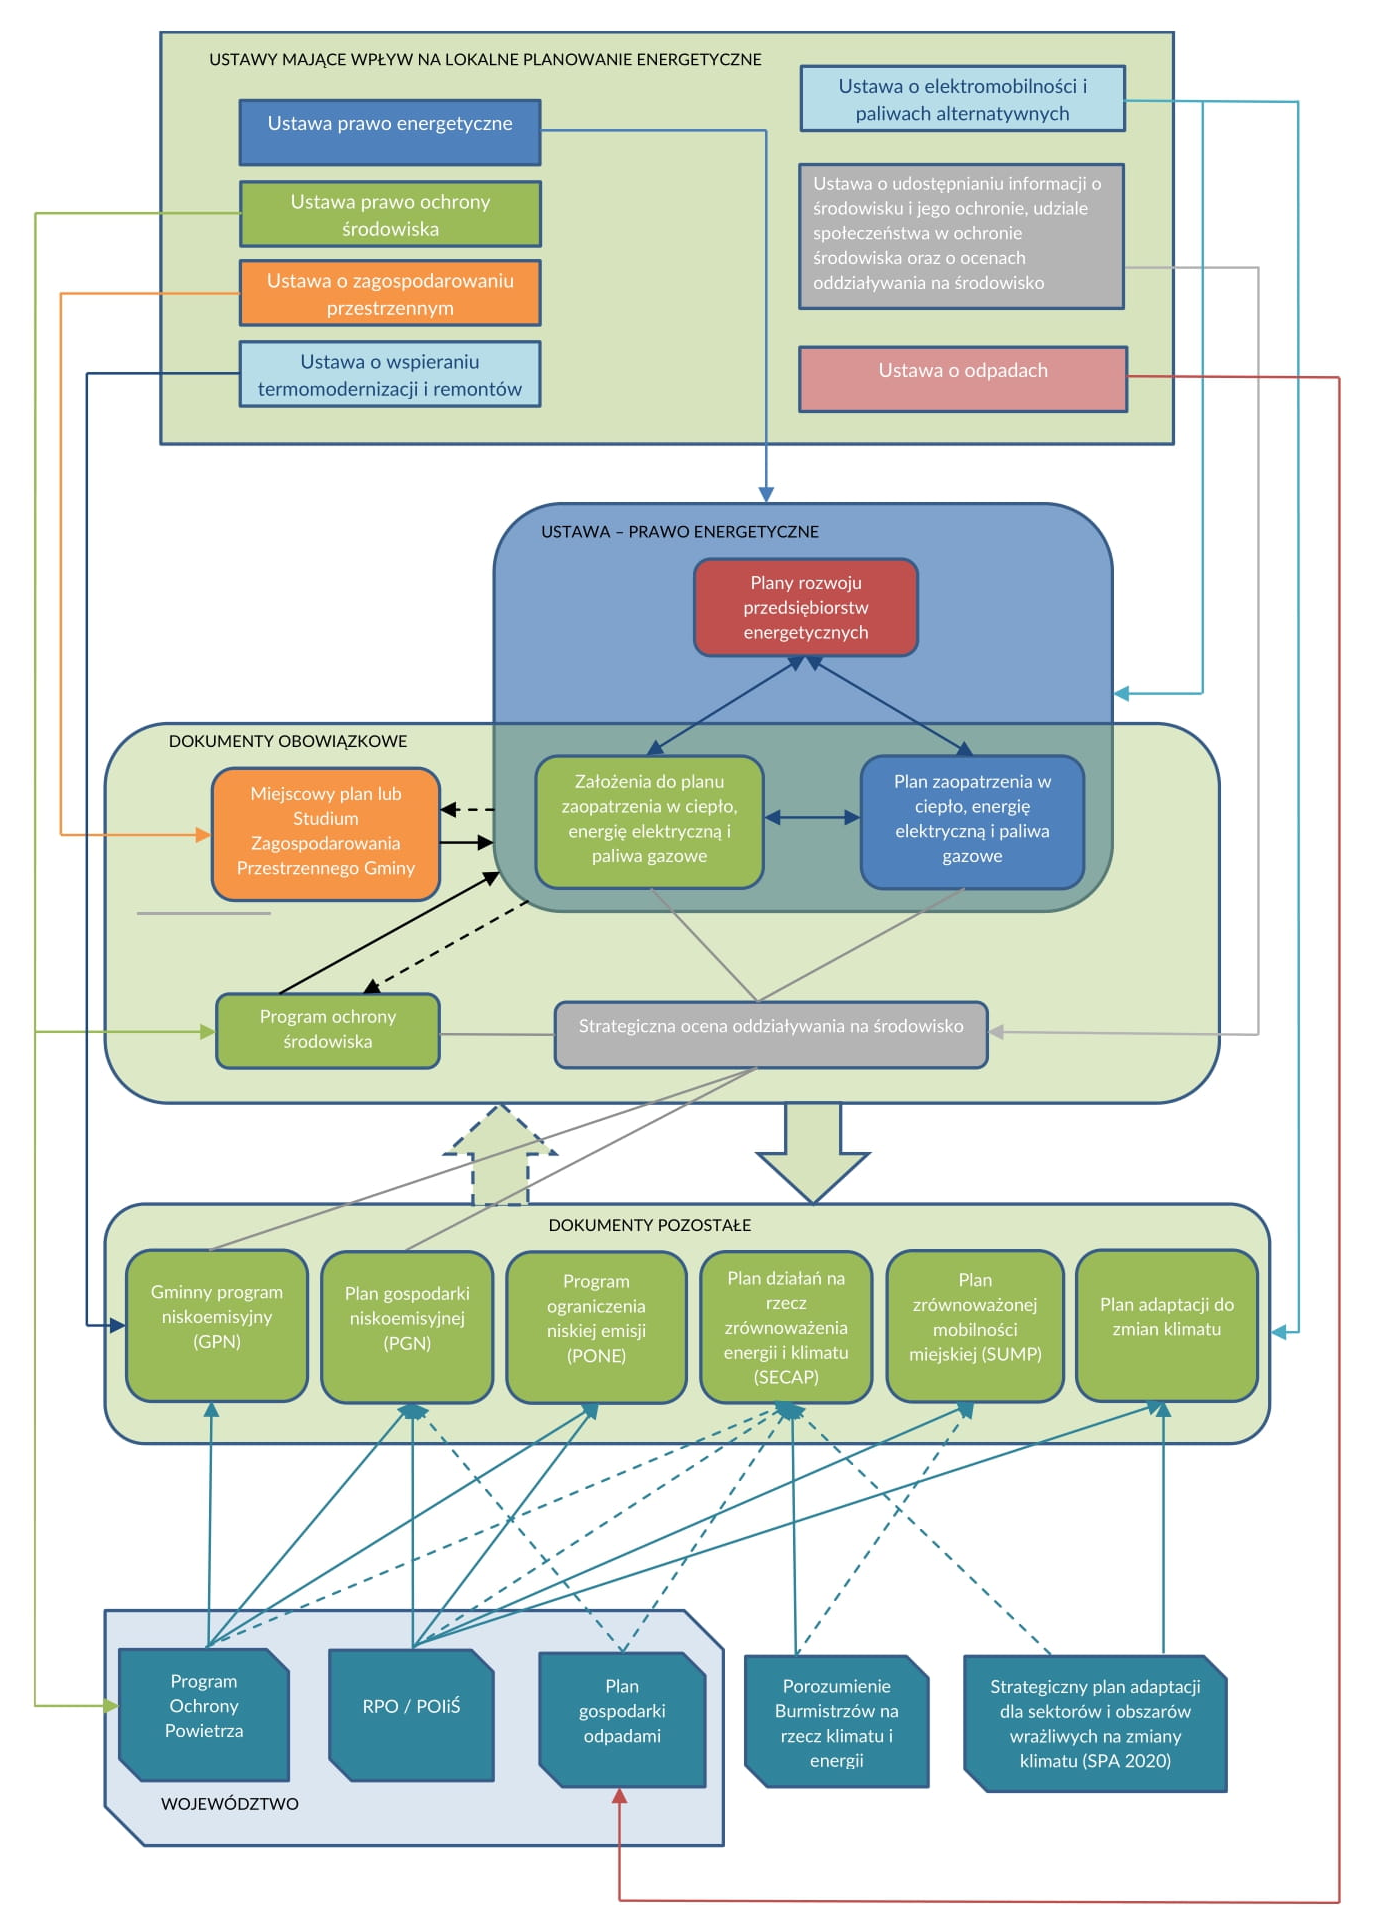 USTAWY MAJĄCE WPŁYW NA LOKALNE PLANOWANIE ENERGETYCZNE
Ustawa prawo energetyczne
Ustawa prawo ochrony
środowiska
Ustawa o zagospodarowaniu
przestrzennym
Ustawa o wspieraniu
termomodernizacji i remontów
Ustawa o elektromobilności i
paliwach alternatywnych
Ustawa o udostępnianiu informacji o
środowisku i jego ochronie, udziale
społeczeństwa w ochronie
środowiska oraz o ocenach
oddziaływania na środowisko
Ustawa o odpadach
USTAWA – PRAWO ENERGETYCZNE
Plany rozwoju
przedsiębiorstw
energetycznych
DOKUMENTY OBOWIĄZKOWE
Miejscowy plan lub
Studium
Zagospodarowania
Przestrzennego Gminy
Założenia do planu
zaopatrzenia w ciepło,
energię elektryczną i
paliwa gazowe
Plan zaopatrzenia w
ciepło, energię
elektryczną i paliwa
gazowe
Program ochrony
środowiska
Strategiczna ocena oddziaływania na środowisko
DOKUMENTY POZOSTAŁE
Gminny program
niskoemisyjny
(GPN)
Plan gospodarki
niskoemisyjnej
(PGN)
Program
ograniczenia
niskiej emisji
(PONE)
Plan działań na
rzecz
zrównoważenia
energii i klimatu
(SECAP)
Plan
zrównoważonej
mobilności
miejskiej (SUMP)
Plan adaptacji do
zmian klimatu
Program
Ochrony
Powietrza
RPO / POIiŚ
Plan
gospodarki
odpadami
Porozumienie
Burmistrzów na
rzecz klimatu i
energii
Strategiczny plan adaptacji
dla sektorów i obszarów
wrażliwych na zmiany
klimatu (SPA 2020)
WOJEWÓDZTWO